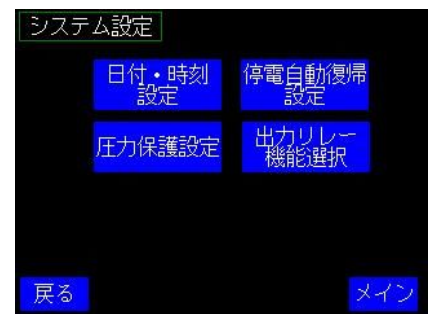 システム設定
日付・時刻
設定
停電自動復帰
設定
圧力保護設定
出力リレー
機能選択
戻る
メイン